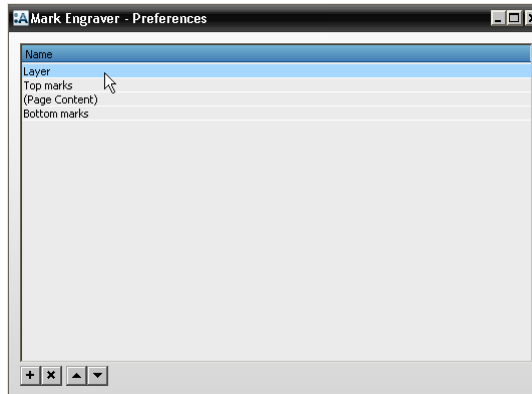 :A Mark Engraver - Preferences
Name
Layer
Top marks
(Page Content)
Bottom marks